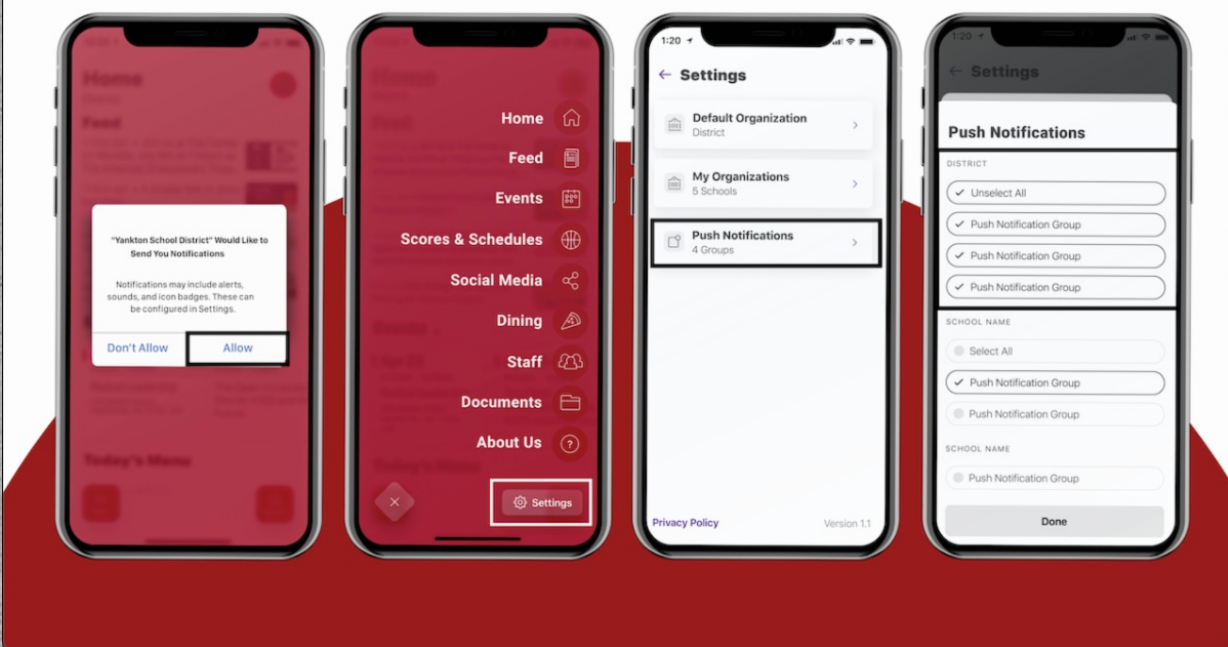 Home
Feed
Today's Menu
"Yankton School District" Would Like to
Send You Notifications
Notifications may include alerts,
sounds, and icon badges. These can
be configured in Settings.
Don't Allow
Allow
Home
Feed
Events
Scores & Schedules
Social Media
Dining
Staff
Documents
About Us
Settings
1:20
Settings
Default Organization
District
My Organizations
5 Schools
Push Notifications
4 Groups
Privacy Policy
Version 1.1
1:20
Settings
Push Notifications
DISTRICT
Unselect All
Push Notification Group
Push Notification Group
Push Notification Group
SCHOOL NAME
Select All
Push Notification Group
Push Notification Group
SCHOOL NAME
Push Notification Group
Done